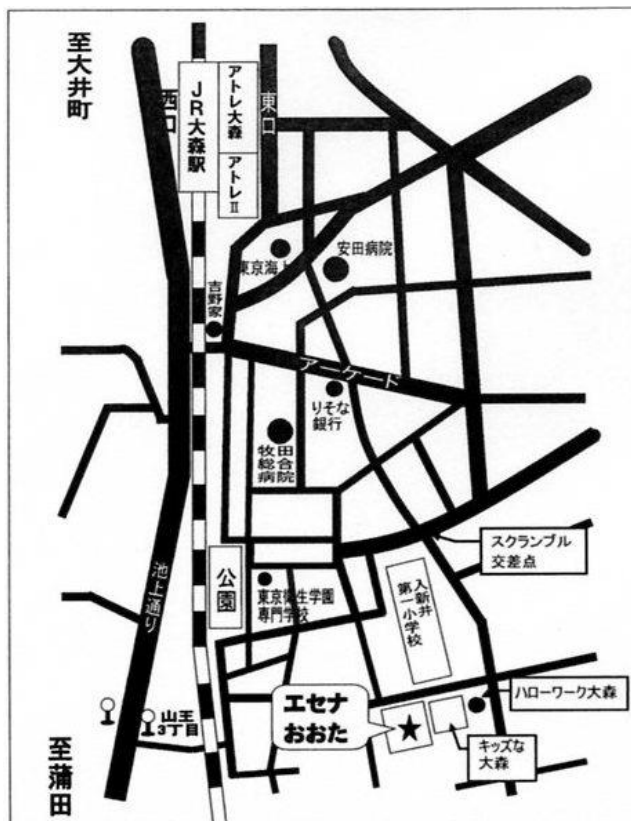 至大井町
西口
JR大森駅
アトレ大森
アトレⅡ
東口
東京海上
安田病院
吉野家
アーケード
りそな
銀行
牧田
総合
病院
スクランブル
交差点
公園
東京衛生学園
専門学校
入新井
第一小学校
池上通り
ハローワーク大森
エセナ
おおた
キッズな
大森
山王
3丁目
至蒲田